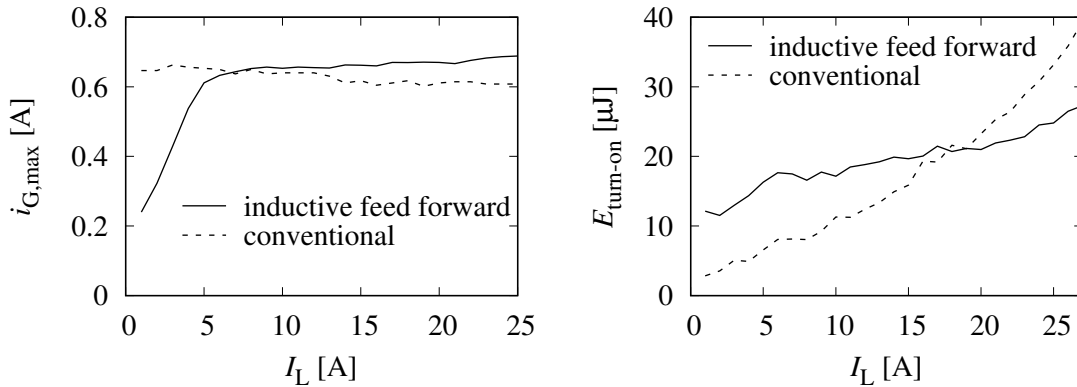 0.8
0.6
0.4
0.2
0
i_G,max [A]
inductive feed forward
conventional
0 5 10 15 20 25
I_L [A]
40
30
20
10
0
E_turn-on [µJ]
inductive feed forward
conventional
0 5 10 15 20 25
I_L [A]